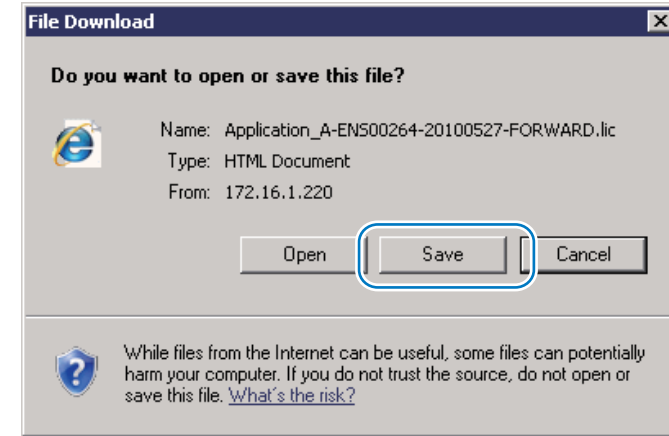 File Download
Do you want to open or save this file?
Name: Application_A-ENS00264-20100527-FORWARD.lic
Type: HTML Document
From: 172.16.1.220
Open Save Cancel
While files from the Internet can be useful, some files can potentially
harm your computer. If you do not trust the source, do not open or
save this file. What's the risk?